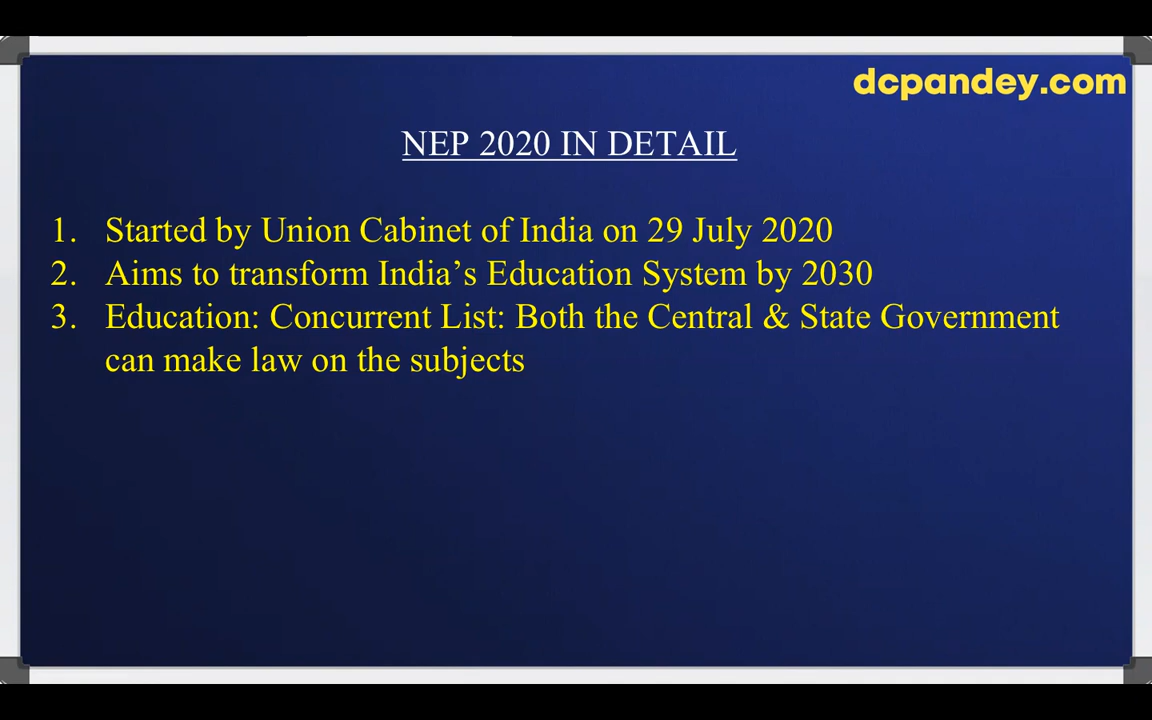 dcpandey.com
NEP 2020 IN DETAIL
1. Started by Union Cabinet of India on 29 July 2020
2. Aims to transform India’s Education System by 2030
3. Education: Concurrent List: Both the Central & State Government
can make law on the subjects